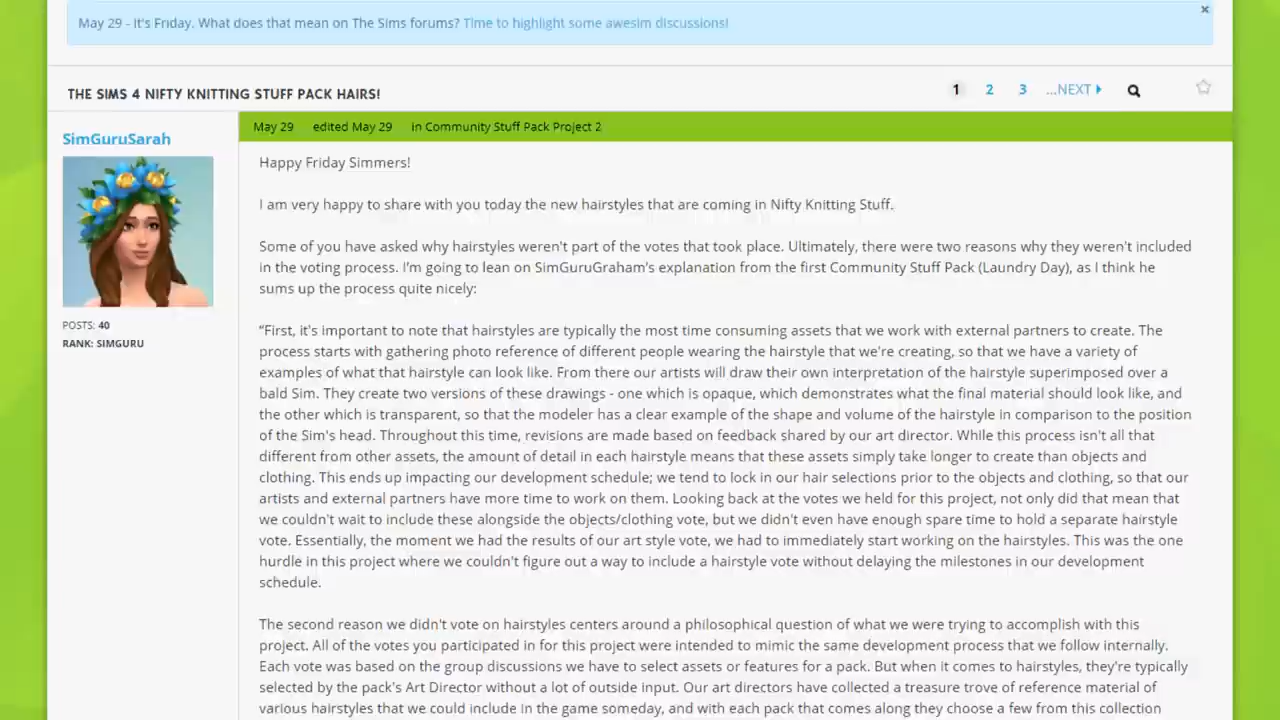 May 29 - it's Friday. What does that mean on The Sims forums? Time to highlight some awesim discussions!
×
THE SIMS 4 NIFTY KNITTING STUFF PACK HAIRS!
1 2 3 ...NEXT
SimGuruSarah
POSTS: 40
RANK: SIMGURU
May 29 edited May 29 in Community Stuff Pack Project 2
Happy Friday Simmers!
I am very happy to share with you today the new hairstyles that are coming in Nifty Knitting Stuff.
Some of you have asked why hairstyles weren't part of the votes that took place. Ultimately, there were two reasons why they weren't included
in the voting process. I'm going to lean on SimGuruGraham's explanation from the first Community Stuff Pack (Laundry Day), as I think he
sums up the process quite nicely:
“First, it's important to note that hairstyles are typically the most time consuming assets that we work with external partners to create. The
process starts with gathering photo reference of different people wearing the hairstyle that we're creating, so that we have a variety of
examples of what that hairstyle can look like. From there our artists will draw their own interpretation of the hairstyle superimposed over a
bald Sim. They create two versions of these drawings - one which is opaque, which demonstrates what the final material should look like, and
the other which is transparent, so that the modeler has a clear example of the shape and volume of the hairstyle in comparison to the position
of the Sim's head. Throughout this time, revisions are made based on feedback shared by our art director. While this process isn't all that
different from other assets, the amount of detail in each hairstyle means that these assets simply take longer to create than objects and
clothing. This ends up impacting our development schedule; we tend to lock in our hair selections prior to the objects and clothing, so that our
artists and external partners have more time to work on them. Looking back at the votes we held for this project, not only did that mean that
we couldn't wait to include these alongside the objects/clothing vote, but we didn't even have enough spare time to hold a separate hairstyle
vote. Essentially, the moment we had the results of our art style vote, we had to immediately start working on the hairstyles. This was the one
hurdle in this project where we couldn't figure out a way to include a hairstyle vote without delaying the milestones in our development
schedule.
The second reason we didn't vote on hairstyles centers around a philosophical question of what we were trying to accomplish with this
project. All of the votes you participated in for this project were intended to mimic the same development process that we follow internally.
Each vote was based on the group discussions we have to select assets or features for a pack. But when it comes to hairstyles, they're typically
selected by the pack's Art Director without a lot of outside input. Our art directors have collected a treasure trove of reference material of
various hairstyles that we could include in the game someday, and with each pack that comes along they choose a few from this collection